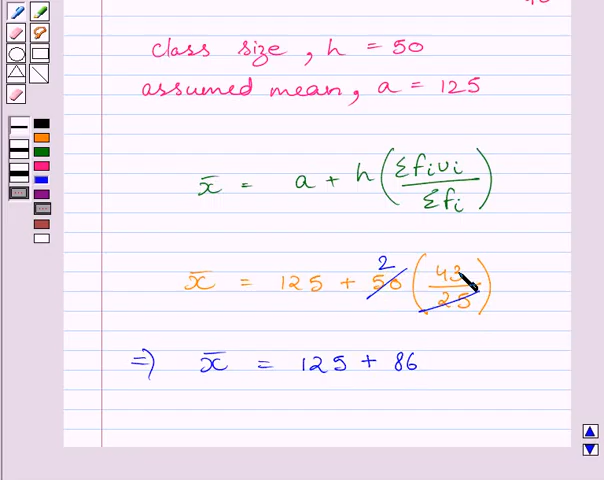 class size, h = 50
assumed mean, a = 125
x̄ = a + h (Σfiui / Σfi)
x̄ = 125 + 50 2 (43 / 25)
⇒ x̄ = 125 + 86